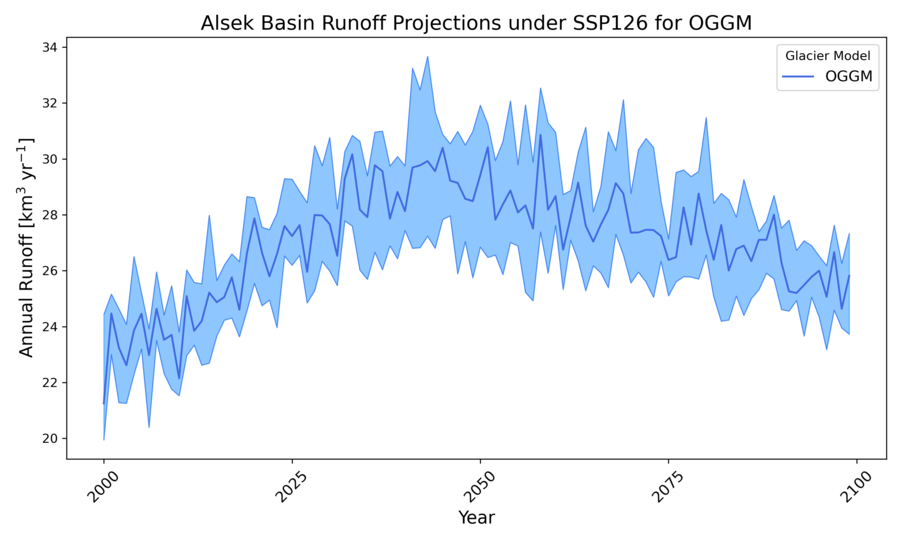 Alsek Basin Runoff Projections under SSP126 for OGGM
Glacier Model
OGGM
Annual Runoff [km³ yr⁻¹]
34
32
30
28
26
24
22
20
2000
2025
2050
2075
2100
Year